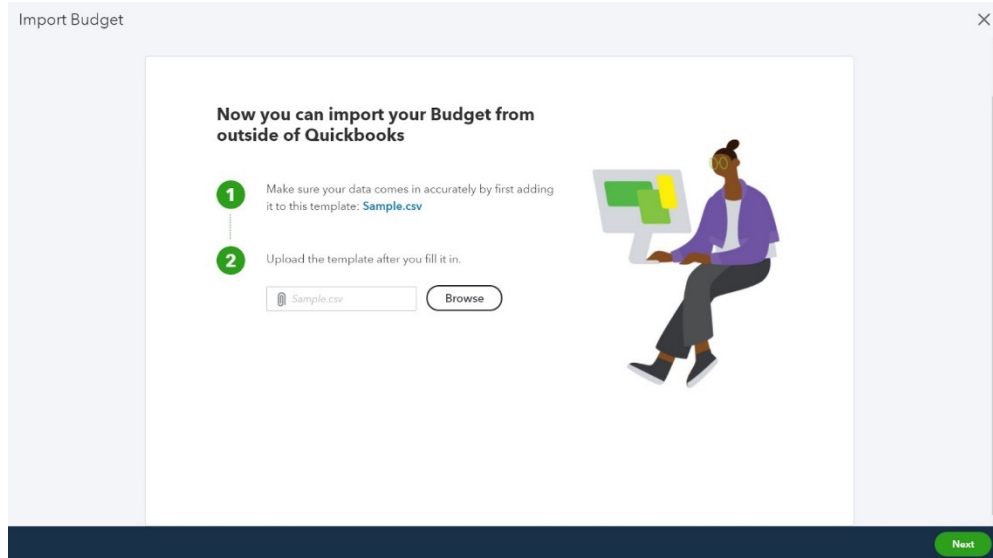 Import Budget
Now you can import your Budget from
outside of Quickbooks
1
Make sure your data comes in accurately by first adding
it to this template: Sample.csv
2
Upload the template after you fill it in.
Sample.csv
Browse
Next